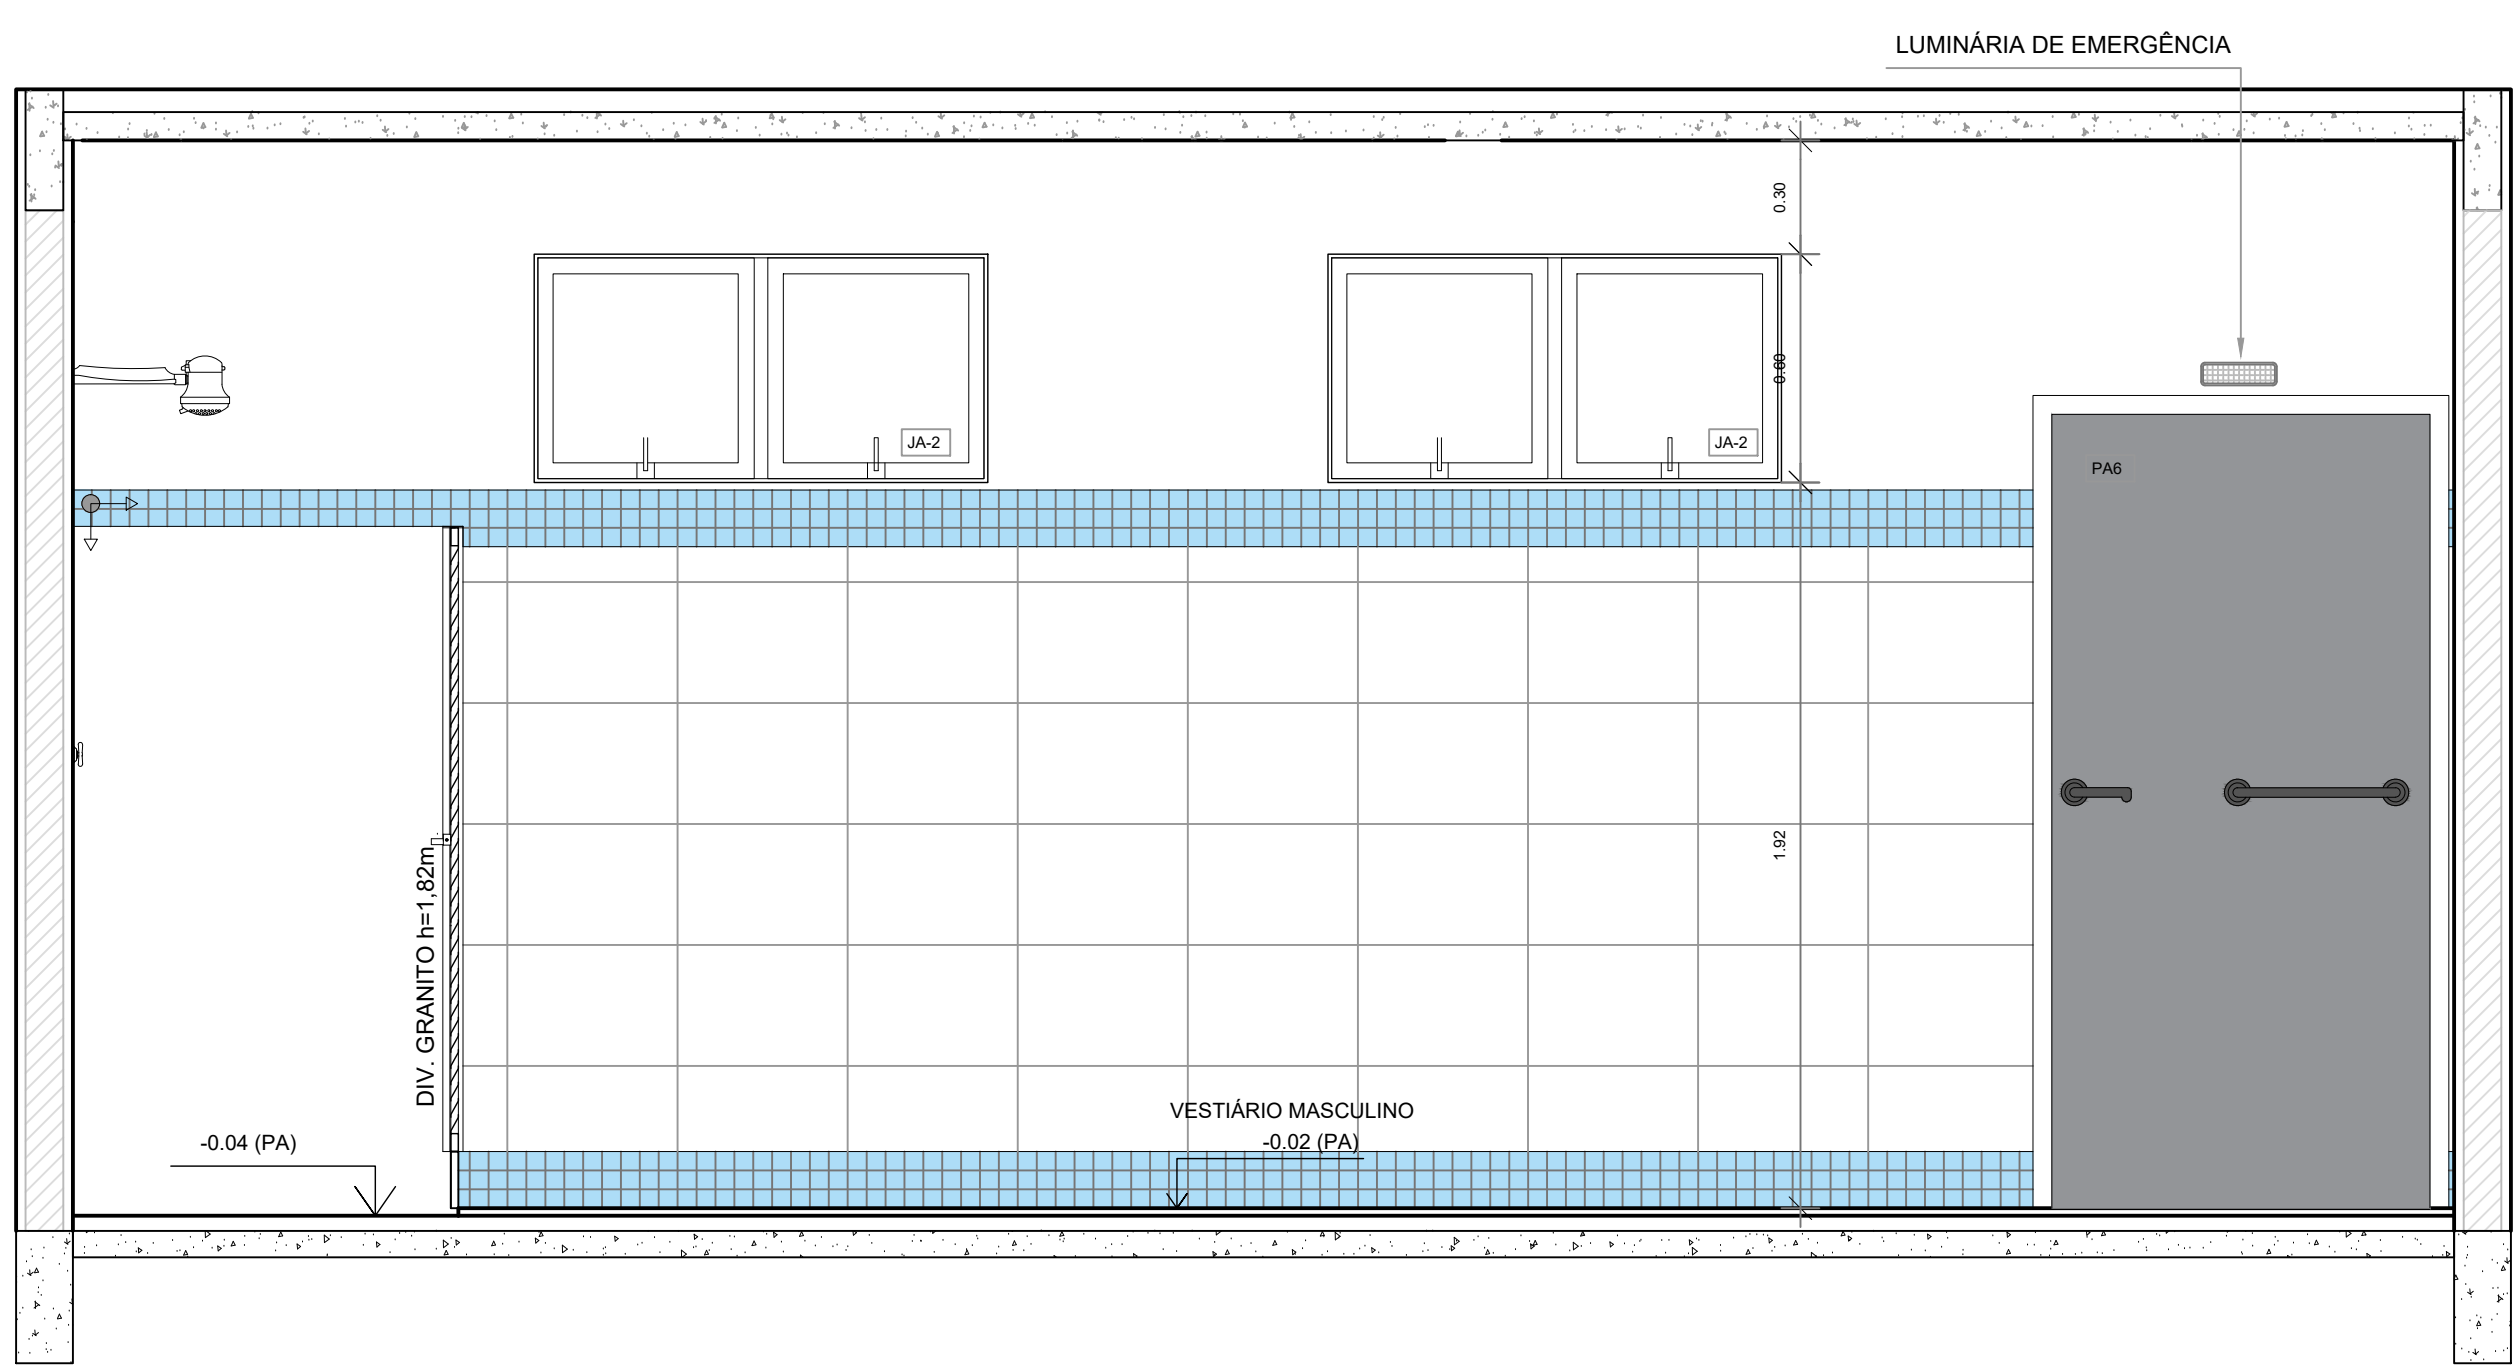 LUMINÁRIA DE EMERGÊNCIA
0.30
0.60
JA-2
JA-2
PA6
1.92
DIV. GRANITO h=1,82m
VESTIÁRIO MASCULINO
-0.04 (PA)
-0.02 (PA)